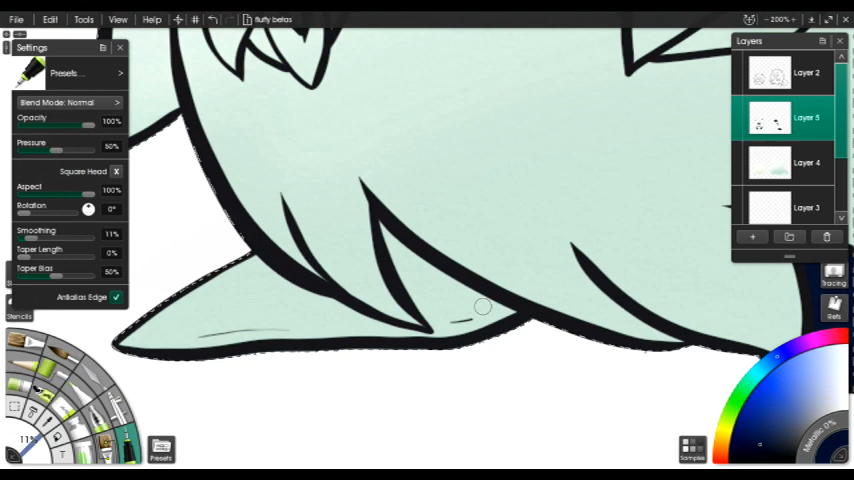 File Edit Tools View Help fluffy betas −200%+
Settings
Presets ... >
Blend Mode: Normal >
Opacity 100%
Pressure 50%
Square Head X
Aspect 100%
Rotation 0°
Smoothing 11%
Taper Length 0%
Taper Bias 50%
Antialias Edge
Stencils
11%
T
Presets
Layers
Layer 2
Layer 5
Layer 4
Layer 3
Tracing
Refs
Samples
Metallic 0%